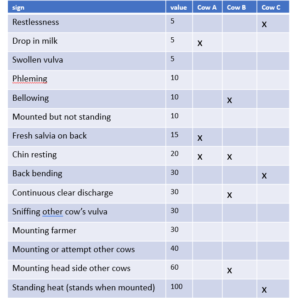 sign value Cow A Cow B Cow C
Restlessness 5 X
Drop in milk 5 X
Swollen vulva 5
Phleming 10
Bellowing 10 X
Mounted but not standing 10
Fresh salvia on back 15 X
Chin resting 20 X X
Back bending 30 X
Continuous clear discharge 30 X
Sniffing other cow's vulva 30
Mounting farmer 30
Mounting or attempt other cows 40
Mounting head side other cows 60 X
Standing heat (stands when mounted) 100 X